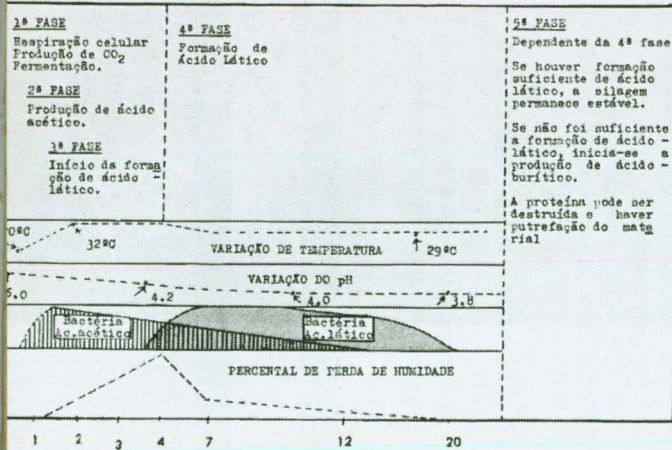 1ª FASE
Respiração celular
Produção de CO2
Fermentação.
2ª FASE
Produção de ácido
acético.
3ª FASE
Início da forma
ção de ácido -
lático.
4ª FASE
Formação de
Ácido Lático
5ª FASE
Dependente da 4ª fase
Se houver formação
suficiente de ácido
lático, a silagem
permanece estável.
Se não foi suficiente
a formação de ácido -
lático, inicia-se a
produção de ácido -
burítico.
A proteína pode ser
destruída e haver
putrefação do mate
rial
0ºC
32ºC
VARIAÇÃO DE TEMPERATURA
29ºC
VARIAÇÃO DO pH
6.0
4.2
4.0
3.8
Bactéria
Ác.acético
Bactéria
Ác.lático
PERCENTAL DE PERDA DE HUMIDADE
1 2 3 4 7 12 20